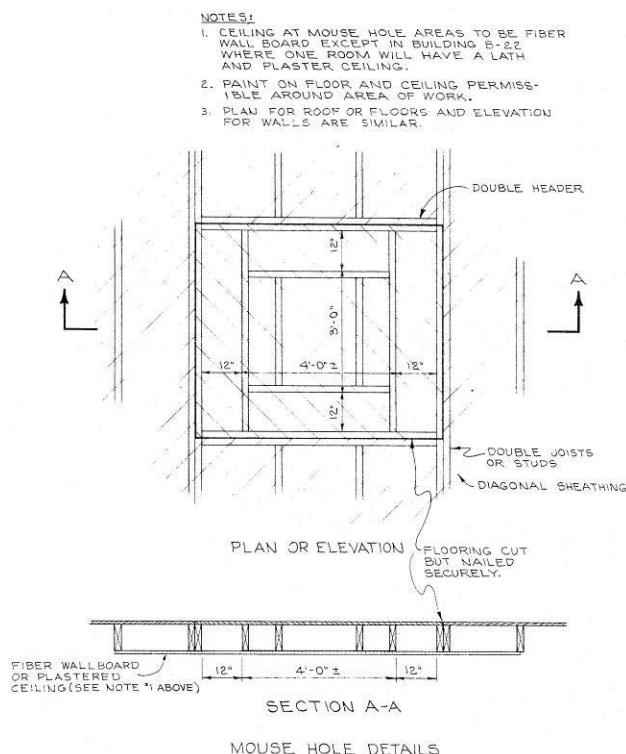 NOTES:
1. CEILING AT MOUSE HOLE AREAS TO BE FIBER
WALL BOARD EXCEPT IN BUILDING B-22
WHERE ONE ROOM WILL HAVE A LATH
AND PLASTER CEILING.
2. PAINT ON FLOOR AND CEILING PERMISS-
IBLE AROUND AREA OF WORK.
3. PLAN FOR ROOF OR FLOORS AND ELEVATION
FOR WALLS ARE SIMILAR.
DOUBLE HEADER
12"
A
A
3'-0"
12"
4'-0" ±
12"
12"
DOUBLE JOISTS
OR STUDS
DIAGONAL SHEATHING
PLAN OR ELEVATION
FLOORING CUT
BUT NAILED
SECURELY.
FIBER WALLBOARD
OR PLASTERED
CEILING (SEE NOTE #1 ABOVE)
12"
4'-0" ±
12"
SECTION A-A
MOUSE HOLE DETAILS